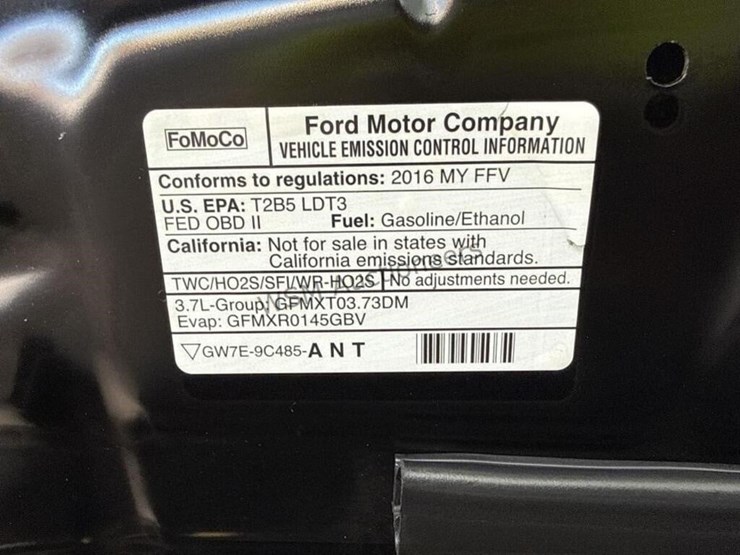 FoMoCo
Ford Motor Company
VEHICLE EMISSION CONTROL INFORMATION
Conforms to regulations: 2016 MY FFV
U.S. EPA: T2B5 LDT3
FED OBD II Fuel: Gasoline/Ethanol
California: Not for sale in states with
California emissions standards.
TWC/HO2S/SFI/WR-HO2S No adjustments needed.
3.7L-Group: GFMXT03.73DM
Evap: GFMXR0145GBV
GW7E-9C485-A N T
Auctioneers